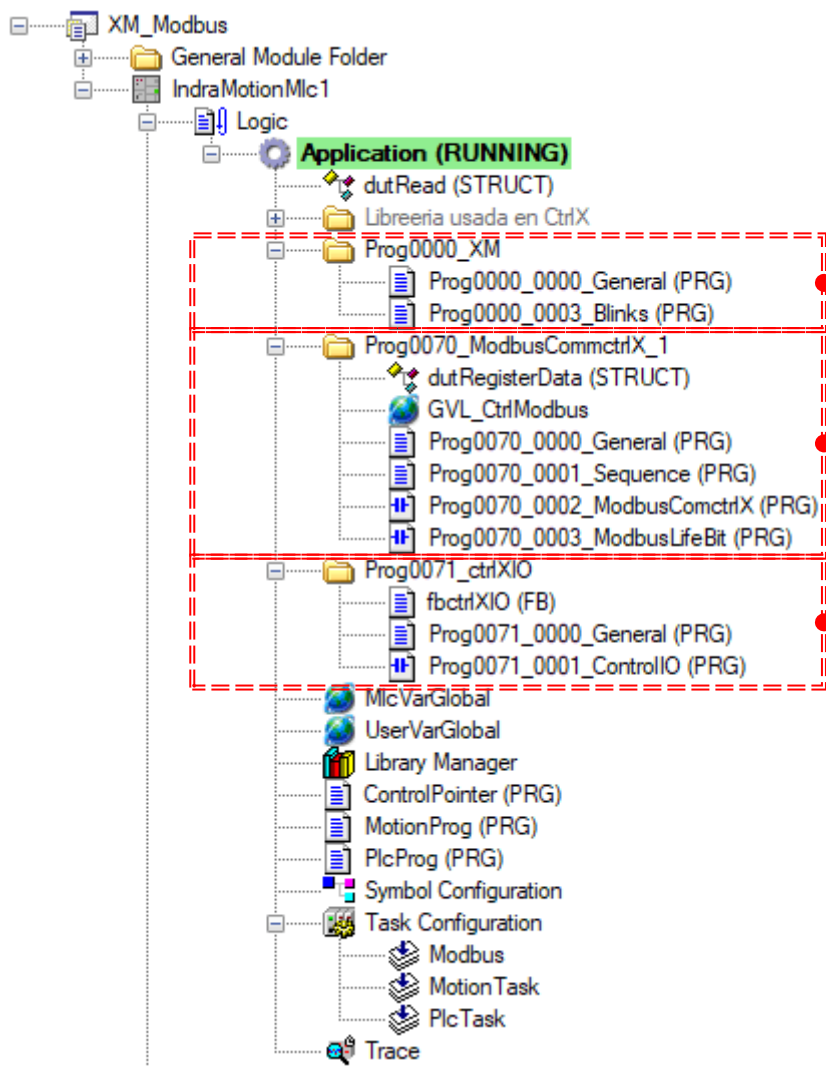 XM_Modbus
General Module Folder
IndraMotionMlc1
Logic
Application (RUNNING)
dutRead (STRUCT)
Libreeria usada en CtrlX
Prog0000_XM
Prog0000_0000_General (PRG)
Prog0000_0003_Blinks (PRG)
Prog0070_ModbusCommctrlX_1
dutRegisterData (STRUCT)
GVL_CtrlModbus
Prog0070_0000_General (PRG)
Prog0070_0001_Sequence (PRG)
Prog0070_0002_ModbusComctrlX (PRG)
Prog0070_0003_ModbusLifeBit (PRG)
Prog0071_ctrlXIO
fbctrlXIO (FB)
Prog0071_0000_General (PRG)
Prog0071_0001_ControlIO (PRG)
MlcVarGlobal
UserVarGlobal
Library Manager
ControlPointer (PRG)
MotionProg (PRG)
PlcProg (PRG)
Symbol Configuration
Task Configuration
Modbus
MotionTask
PlcTask
Trace